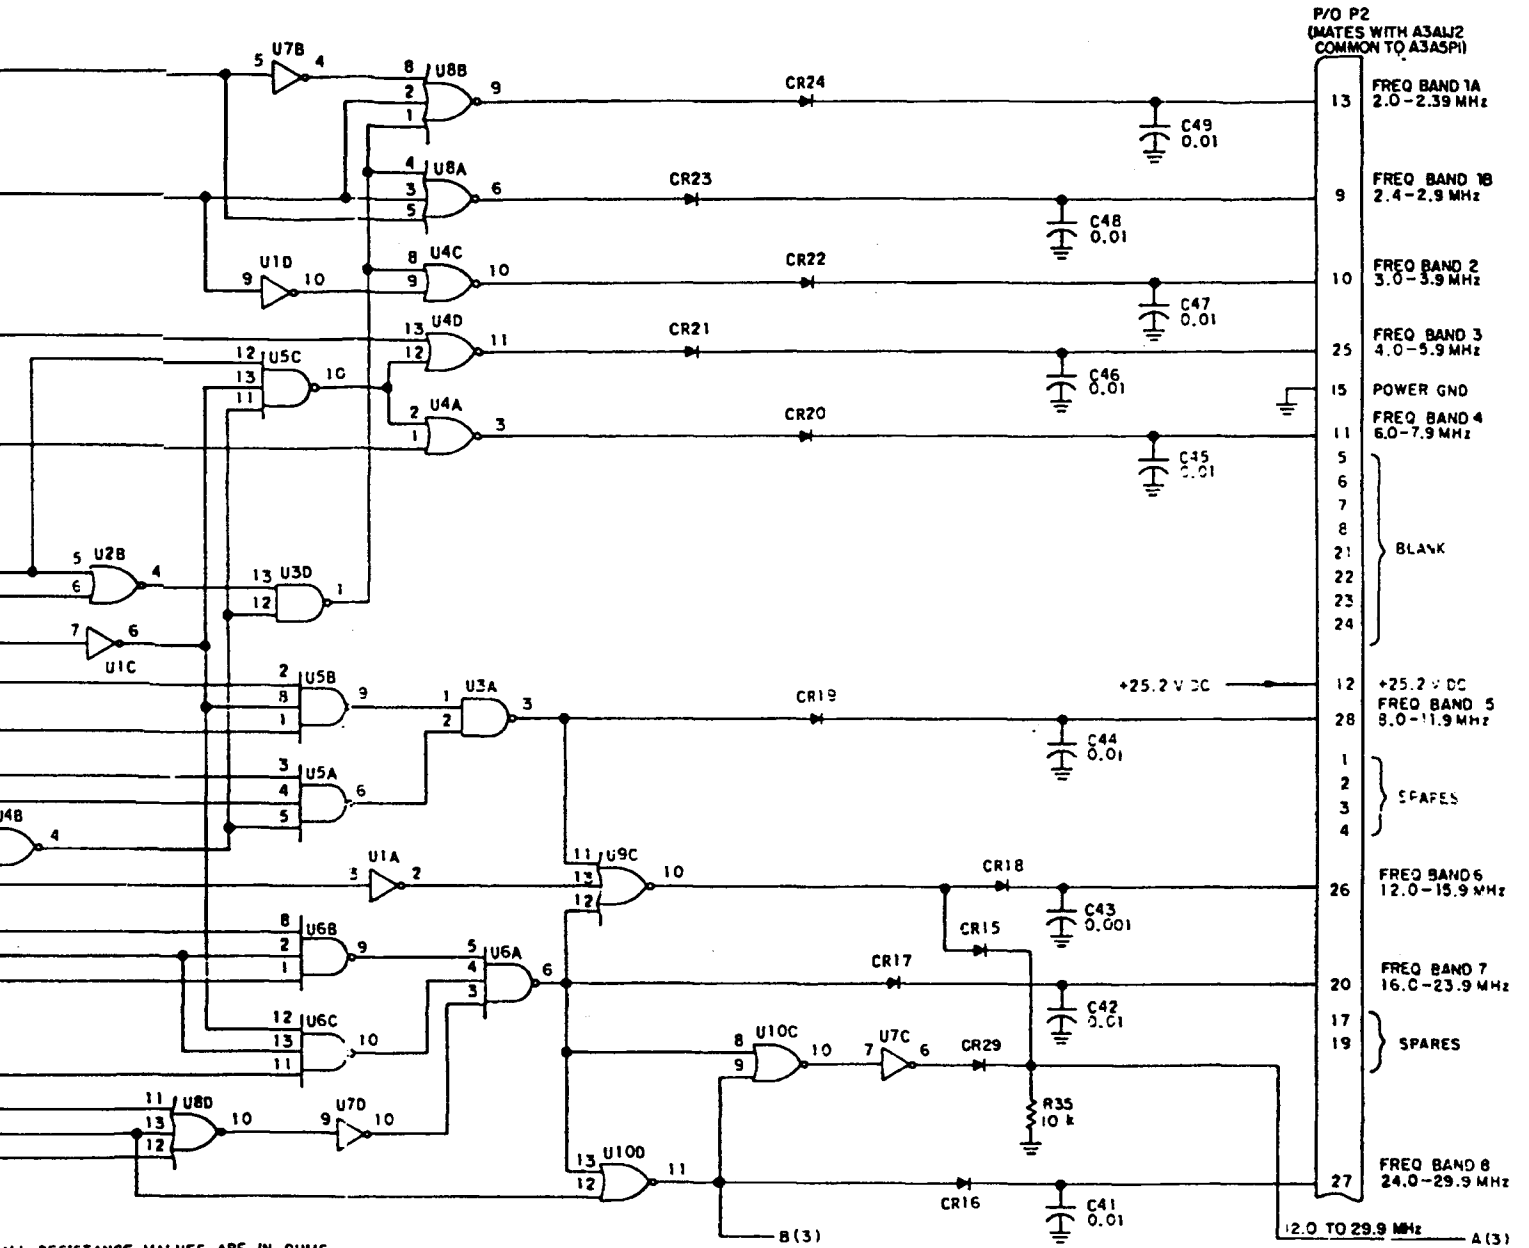 P/O P2
(MATES WITH A3A1J2
COMMON TO A3A5P1)
U7B
5
4
8
U8B
2
1
9
CR24
13
FREQ BAND 1A
2.0-2.39 MHz
C49
0.01
4
U8A
3
5
6
CR23
9
FREQ BAND 1B
2.4-2.9 MHz
C48
0.01
U1D
9
10
8
U4C
9
10
CR22
10
FREQ BAND 2
3.0-3.9 MHz
C47
0.01
13
U4D
12
11
CR21
25
FREQ BAND 3
4.0-5.9 MHz
C46
0.01
12
U5C
13
11
10
15
POWER GND
2
U4A
1
3
CR20
11
FREQ BAND 4
6.0-7.9 MHz
C45
0.01
5
6
7
8
21
22
23
24
BLANK
5
U2B
6
4
13
U3D
12
1
7
6
U1C
2
U5B
8
1
9
1
U3A
2
3
CR19
+25.2 V DC
12
+25.2 V DC
28
FREQ BAND 5
8.0-11.9 MHz
C44
0.01
3
U5A
4
5
6
1
2
3
4
SPARES
U4B
4
U1A
3
2
11
U9C
13
12
10
CR18
26
FREQ BAND 6
12.0-15.9 MHz
C43
0.001
CR15
8
U6B
2
1
9
5
U6A
4
3
6
CR17
20
FREQ BAND 7
16.0-23.9 MHz
C42
0.01
12
U6C
13
11
10
17
19
SPARES
8
U10C
9
10
U7C
7
6
CR29
R35
10 k
11
U8D
13
12
10
U7D
9
10
13
U10D
12
11
CR16
27
FREQ BAND 8
24.0-29.9 MHz
C41
0.01
B(3)
12.0 TO 29.9 MHz
A(3)